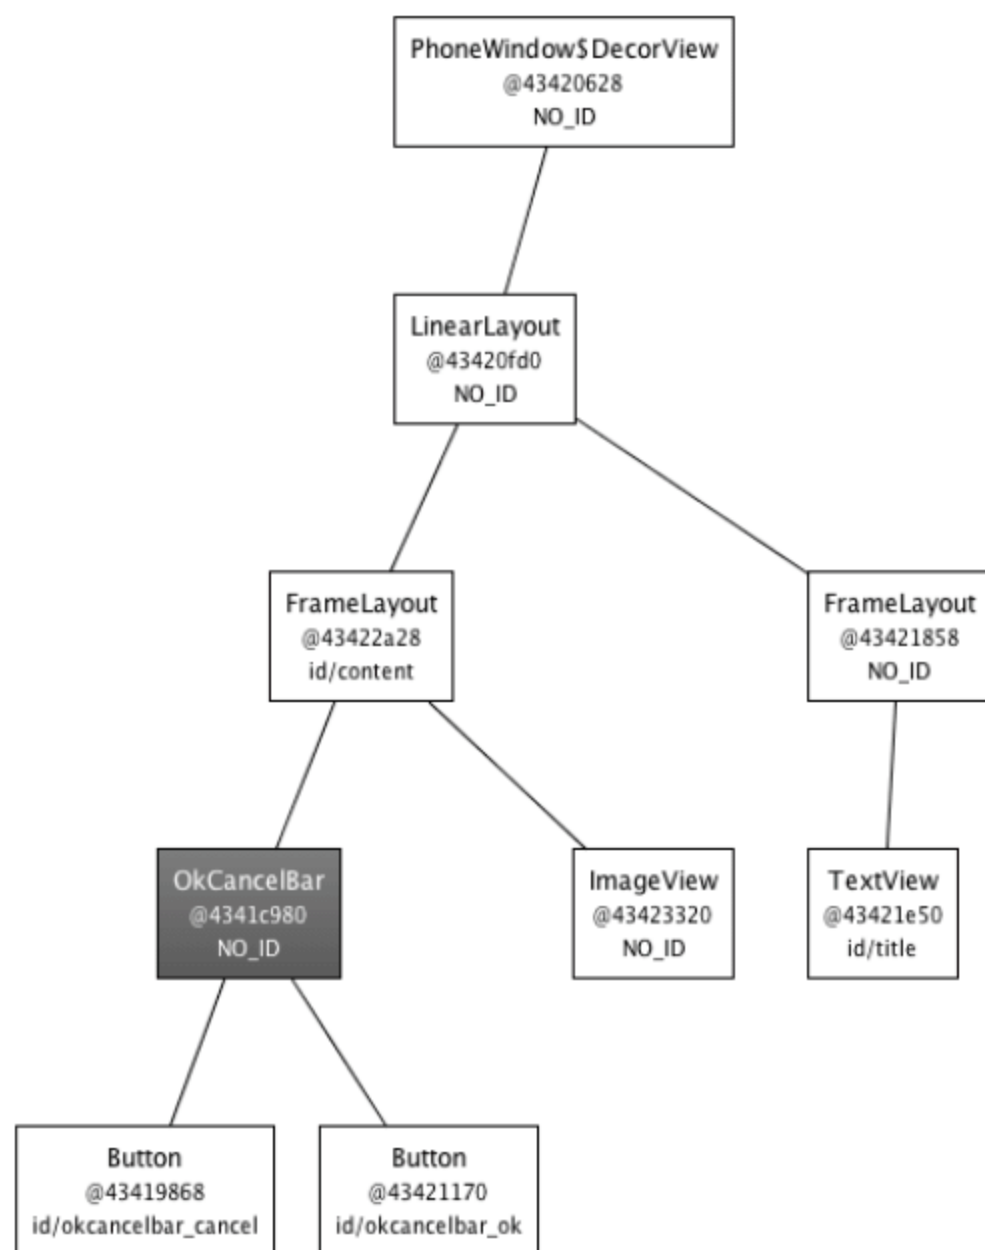 PhoneWindow$DecorView
@43420628
NO_ID
LinearLayout
@43420fd0
NO_ID
FrameLayout
@43422a28
id/content
FrameLayout
@43421858
NO_ID
OkCancelBar
@4341c980
NO_ID
ImageView
@43423320
NO_ID
TextView
@43421e50
id/title
Button
@43419868
id/okcancelbar_cancel
Button
@43421170
id/okcancelbar_ok